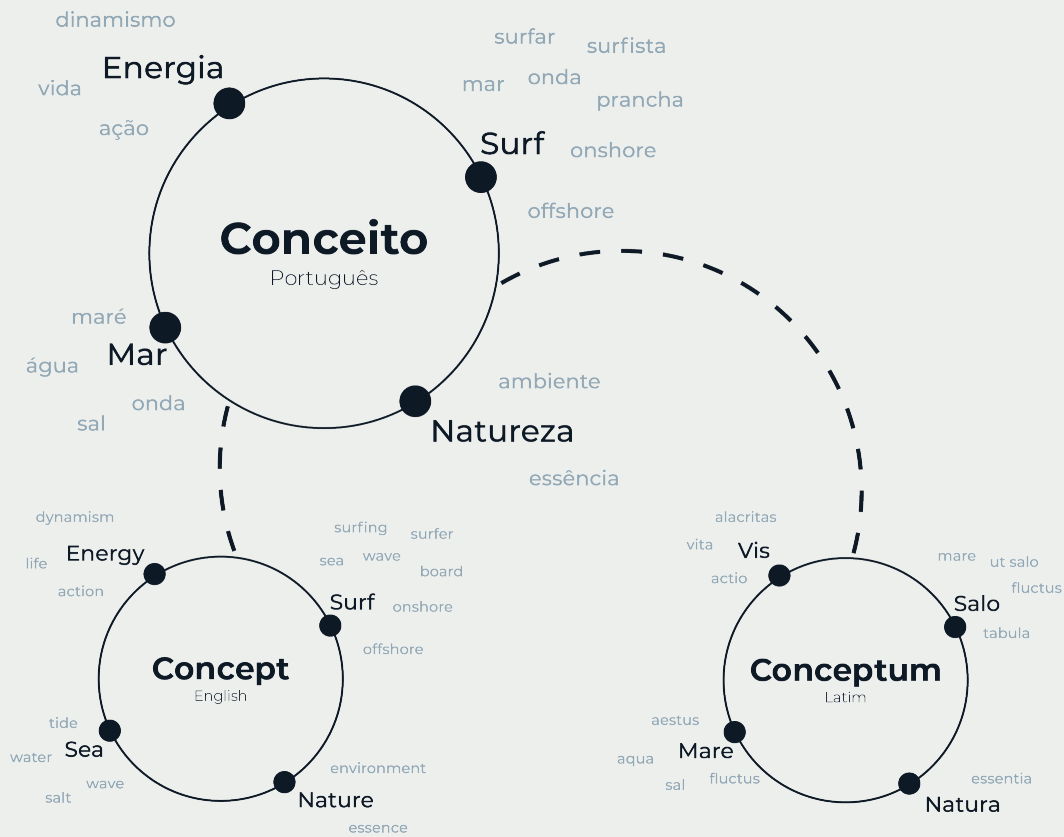 dinamismo
Energia
vida
ação
surfar
surfista
mar
onda
prancha
Surf
onshore
offshore
Conceito
Português
maré
Mar
água
onda
sal
ambiente
Natureza
essência
dynamism
Energy
life
action
surfing
surfer
sea
wave
board
Surf
onshore
offshore
Concept
English
tide
Sea
water
wave
salt
environment
Nature
essence
alacritas
vita
Vis
actio
mare
ut salo
fluctus
Salo
tabula
Conceptum
Latim
aestus
Mare
aqua
fluctus
sal
essentia
Natura